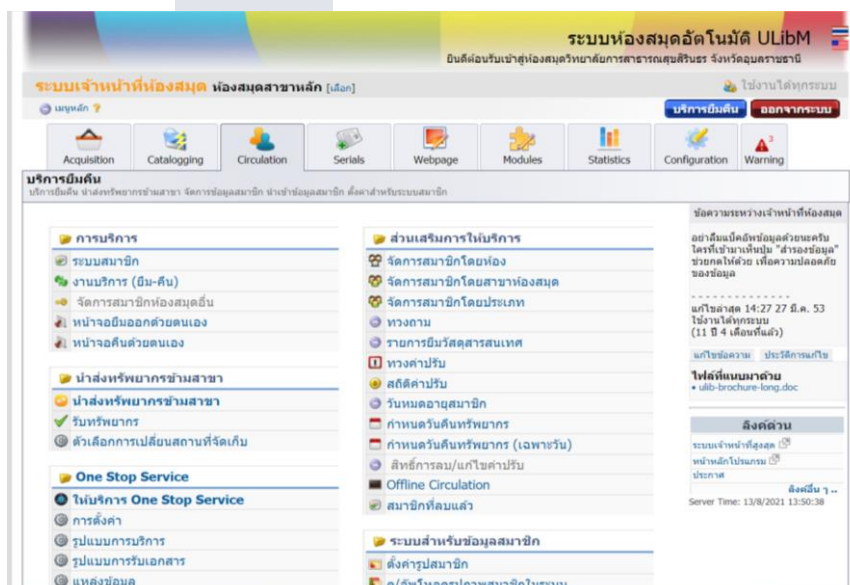 ระบบห้องสมุดอัตโนมัติ ULibM
ยินดีต้อนรับเข้าสู่ห้องสมุดวิทยาลัยการสาธารณสุขสิรินธร จังหวัดอุบลราชธานี
ระบบเจ้าหน้าที่ห้องสมุด ห้องสมุดสาขาหลัก [เลือก]
ใช้งานได้ทุกระบบ
เมนูหลัก ?
บริการยืมคืน ออกจากระบบ
Acquisition Catalogging Circulation Serials Webpage Modules Statistics Configuration Warning 3
บริการยืมคืน
บริการยืมคืน นำส่งทรัพยากรข้ามสาขา จัดการข้อมูลสมาชิก นำเข้าข้อมูลสมาชิก ตั้งค่าสำหรับระบบสมาชิก
การบริการ
ระบบสมาชิก
งานบริการ (ยืม-คืน)
จัดการสมาชิกห้องสมุดอื่น
หน้าจอยืมออกด้วยตนเอง
หน้าจอคืนด้วยตนเอง
นำส่งทรัพยากรข้ามสาขา
นำส่งทรัพยากรข้ามสาขา
รับทรัพยากร
ตัวเลือกการเปลี่ยนสถานที่จัดเก็บ
One Stop Service
ให้บริการ One Stop Service
การตั้งค่า
รูปแบบการบริการ
รูปแบบการรับเอกสาร
แหล่งข้อมูล
ส่วนเสริมการให้บริการ
จัดการสมาชิกโดยห้อง
จัดการสมาชิกโดยสาขาห้องสมุด
จัดการสมาชิกโดยประเภท
ทวงถาม
รายการยืมวัสดุสารสนเทศ
ทวงค่าปรับ
สถิติค่าปรับ
วันหมดอายุสมาชิก
กำหนดวันคืนทรัพยากร
กำหนดวันคืนทรัพยากร (เฉพาะวัน)
สิทธิ์การลบ/แก้ไขค่าปรับ
Offline Circulation
สมาชิกที่ลบแล้ว
ระบบสำหรับข้อมูลสมาชิก
ตั้งค่ารูปสมาชิก
ดู/อัพโหลดรูปภาพสมาชิกในระบบ
ข้อความระหว่างเจ้าหน้าที่ห้องสมุด
อย่าลืมแบ็คอัพข้อมูลด้วยนะครับ
ใครที่เข้ามาเห็นปุ่ม "สำรองข้อมูล"
ช่วยกดให้ด้วย เพื่อความปลอดภัย
ของข้อมูล
- - - - - - - - - - - - - -
แก้ไขล่าสุด 14:27 27 มี.ค. 53
ใช้งานได้ทุกระบบ
(11 ปี 4 เดือนที่แล้ว)
แก้ไขข้อความ ประวัติการแก้ไข
ไฟล์ที่แนบมาด้วย
• ulib-brochure-long.doc
ลิงค์ด่วน
ระบบเจ้าหน้าที่สูงสุด
หน้าหลักโปรแกรม
ประกาศ
ลิงค์อื่น ๆ ..
Server Time: 13/8/2021 13:50:38